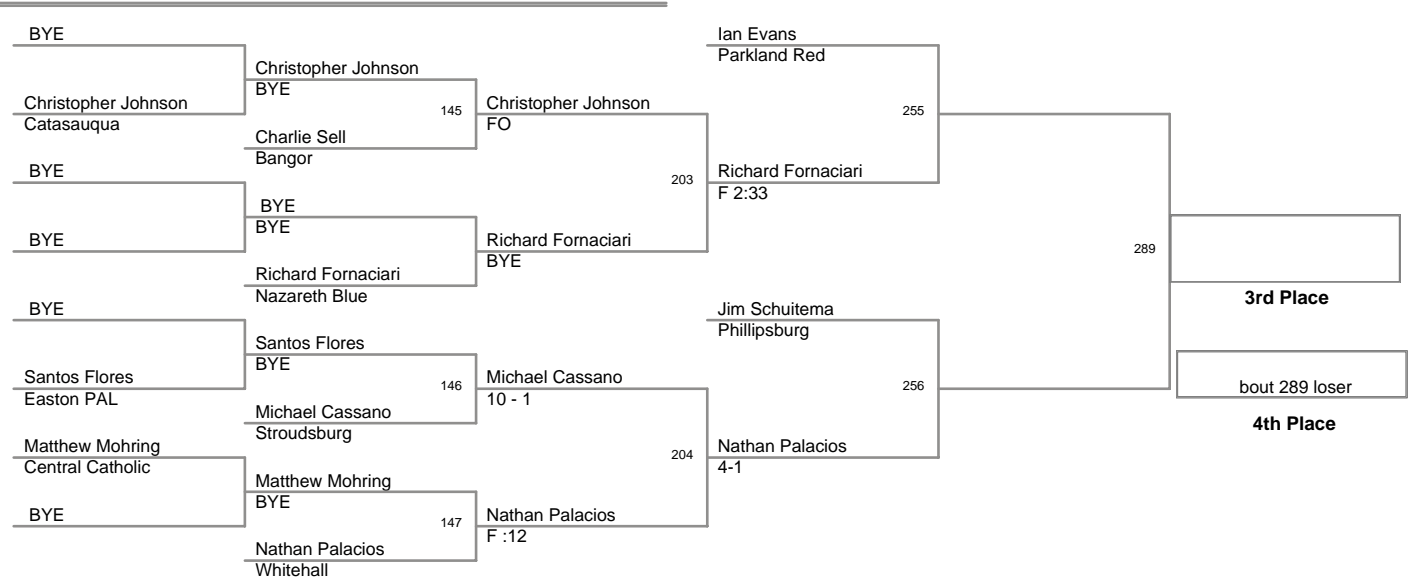 BYE
Christopher Johnson
Catasauqua
BYE
BYE
BYE
Santos Flores
Easton PAL
Matthew Mohring
Central Catholic
BYE
Christopher Johnson
BYE
145
Charlie Sell
Bangor
BYE
BYE
Richard Fornaciari
Nazareth Blue
Santos Flores
BYE
146
Michael Cassano
Stroudsburg
Matthew Mohring
BYE
147
Nathan Palacios
Whitehall
Christopher Johnson
FO
203
Richard Fornaciari
BYE
Michael Cassano
10 - 1
204
Nathan Palacios
F :12
Ian Evans
Parkland Red
255
Richard Fornaciari
F 2:33
Jim Schuitema
Phillipsburg
256
Nathan Palacios
4-1
289
3rd Place
bout 289 loser
4th Place